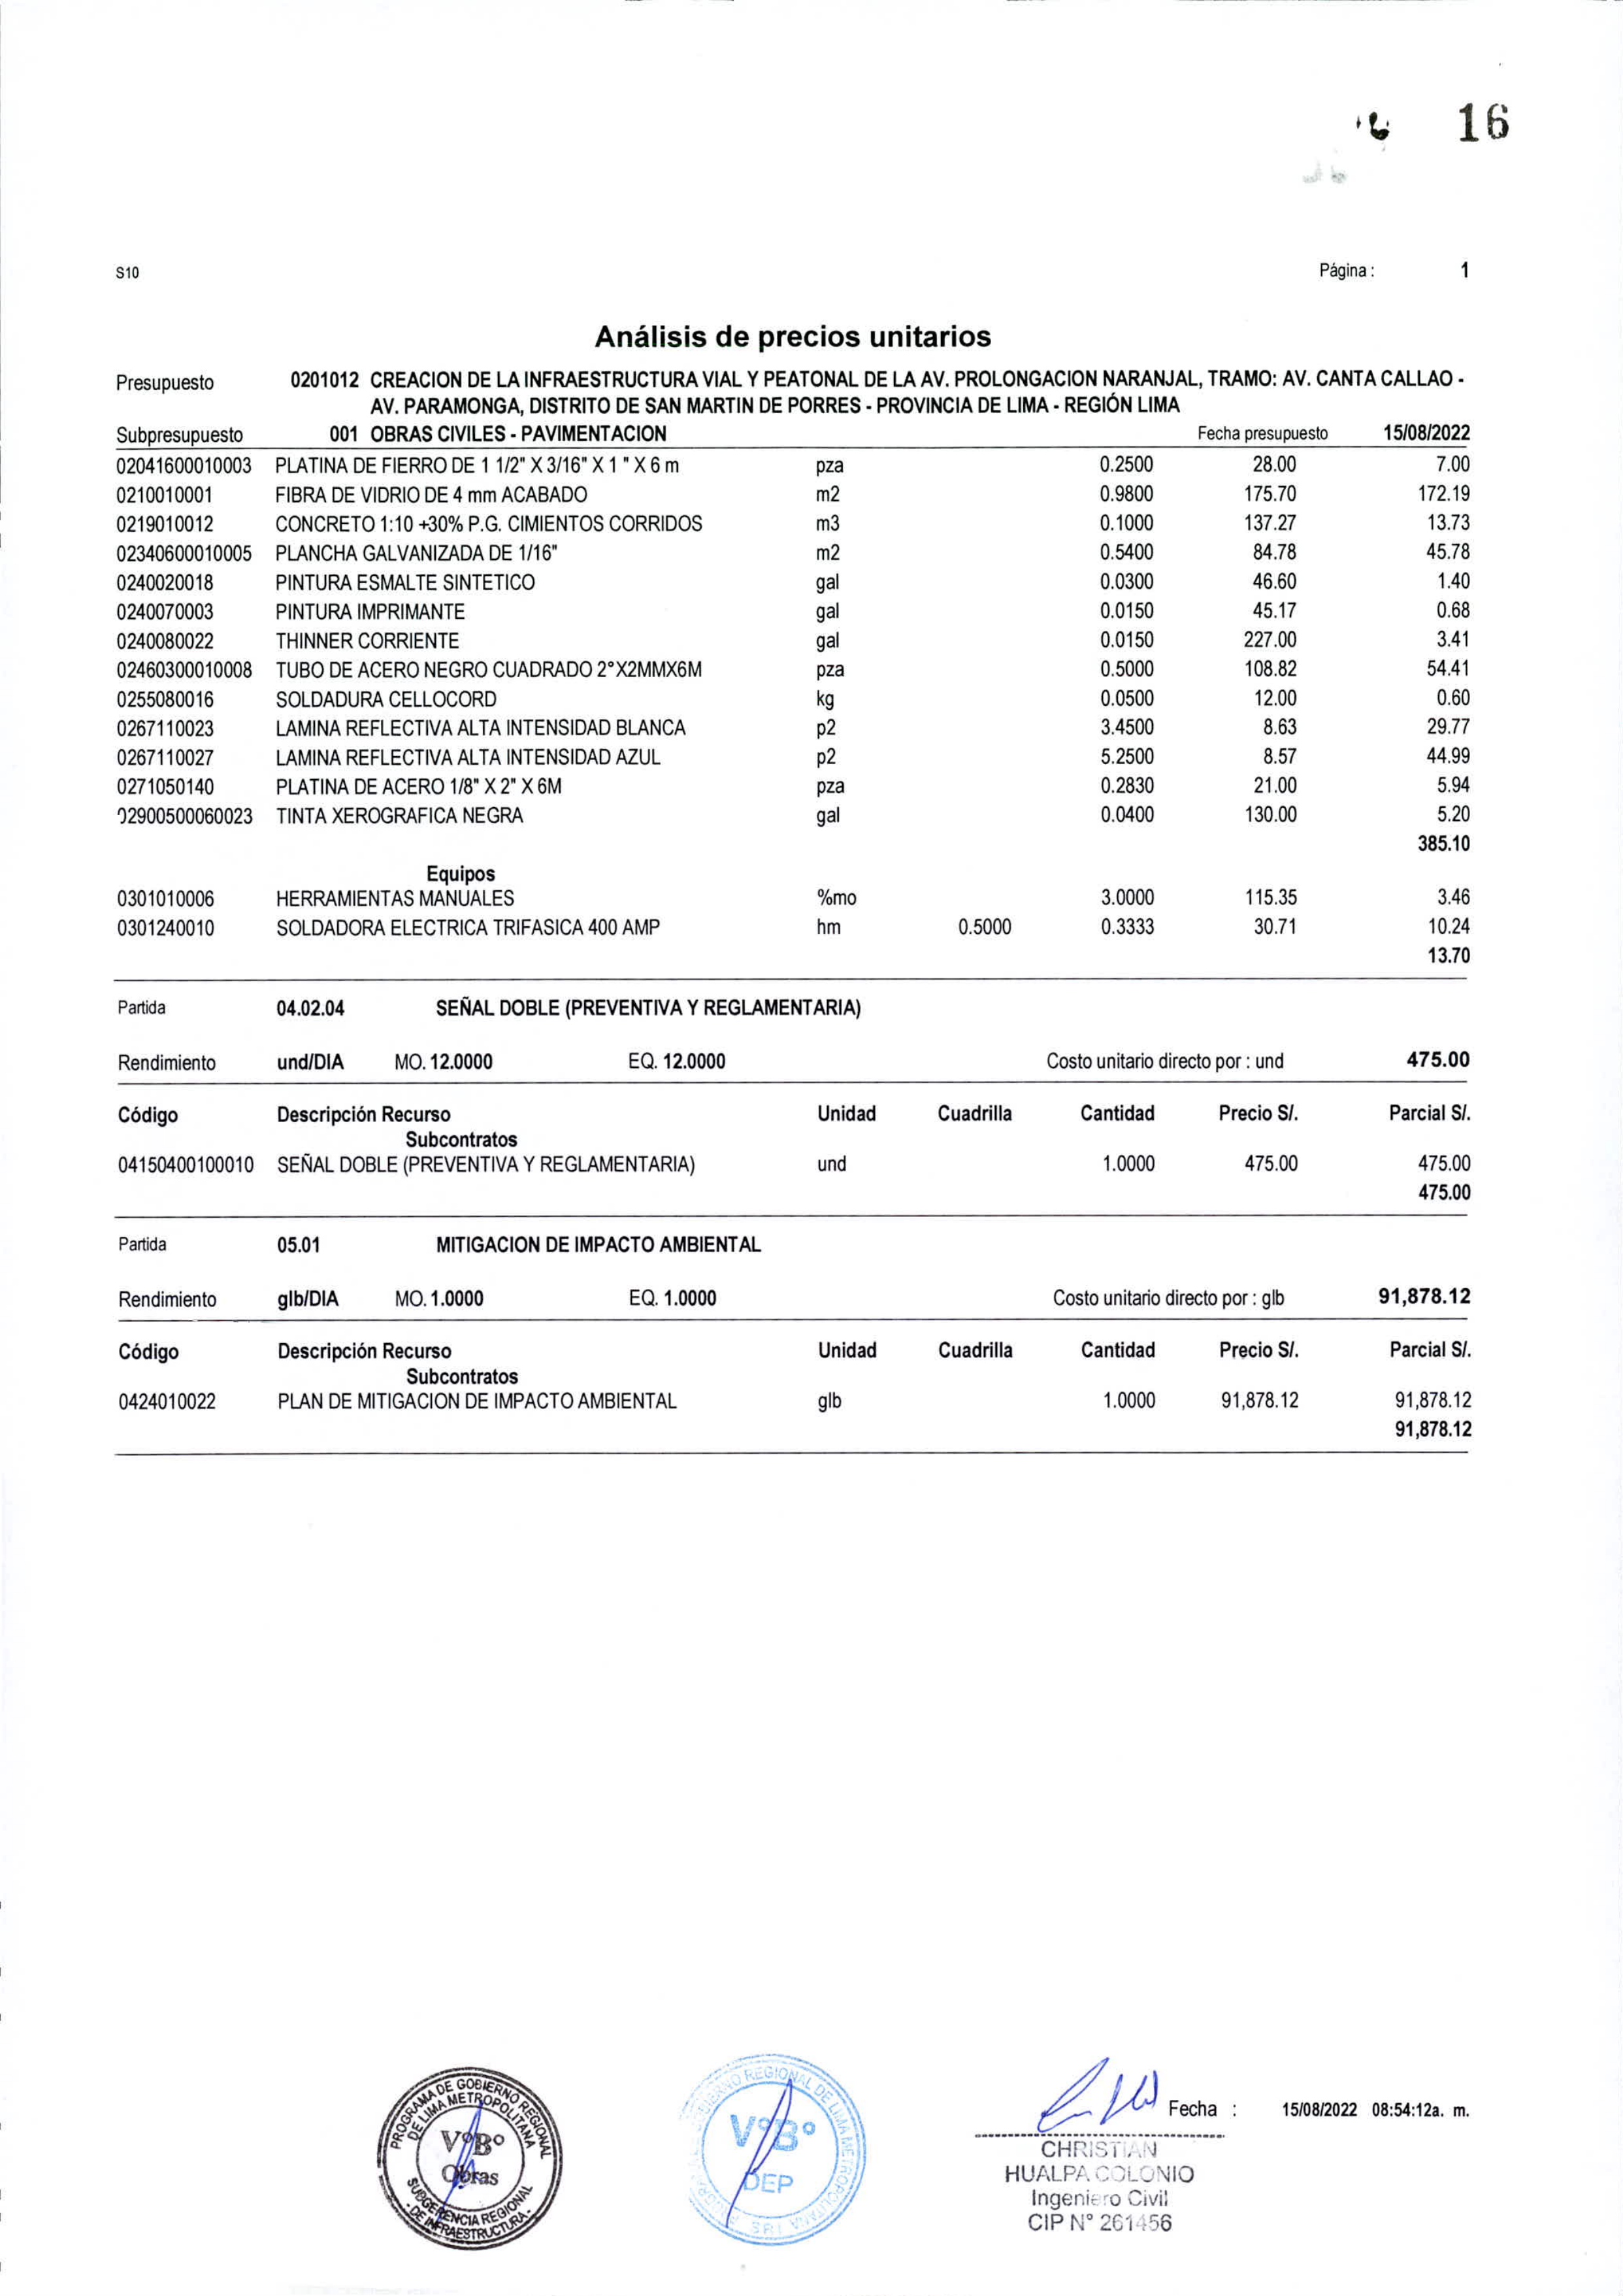 16
S10 Página : 1
Análisis de precios unitarios
Presupuesto 0201012 CREACION DE LA INFRAESTRUCTURA VIAL Y PEATONAL DE LA AV. PROLONGACION NARANJAL, TRAMO: AV. CANTA CALLAO -
AV. PARAMONGA, DISTRITO DE SAN MARTIN DE PORRES - PROVINCIA DE LIMA - REGIÓN LIMA
Subpresupuesto 001 OBRAS CIVILES - PAVIMENTACION Fecha presupuesto 15/08/2022
02041600010003 PLATINA DE FIERRO DE 1 1/2" X 3/16" X 1 " X 6 m pza 0.2500 28.00 7.00
0210010001 FIBRA DE VIDRIO DE 4 mm ACABADO m2 0.9800 175.70 172.19
0219010012 CONCRETO 1:10 +30% P.G. CIMIENTOS CORRIDOS m3 0.1000 137.27 13.73
02340600010005 PLANCHA GALVANIZADA DE 1/16" m2 0.5400 84.78 45.78
0240020018 PINTURA ESMALTE SINTETICO gal 0.0300 46.60 1.40
0240070003 PINTURA IMPRIMANTE gal 0.0150 45.17 0.68
0240080022 THINNER CORRIENTE gal 0.0150 227.00 3.41
02460300010008 TUBO DE ACERO NEGRO CUADRADO 2°X2MMX6M pza 0.5000 108.82 54.41
0255080016 SOLDADURA CELLOCORD kg 0.0500 12.00 0.60
0267110023 LAMINA REFLECTIVA ALTA INTENSIDAD BLANCA p2 3.4500 8.63 29.77
0267110027 LAMINA REFLECTIVA ALTA INTENSIDAD AZUL p2 5.2500 8.57 44.99
0271050140 PLATINA DE ACERO 1/8" X 2" X 6M pza 0.2830 21.00 5.94
02900500060023 TINTA XEROGRAFICA NEGRA gal 0.0400 130.00 5.20
385.10
Equipos
0301010006 HERRAMIENTAS MANUALES %mo 3.0000 115.35 3.46
0301240010 SOLDADORA ELECTRICA TRIFASICA 400 AMP hm 0.5000 0.3333 30.71 10.24
13.70
Partida 04.02.04 SEÑAL DOBLE (PREVENTIVA Y REGLAMENTARIA)
Rendimiento und/DIA MO. 12.0000 EQ. 12.0000 Costo unitario directo por : und 475.00
Código Descripción Recurso Unidad Cuadrilla Cantidad Precio S/. Parcial S/.
Subcontratos
04150400100010 SEÑAL DOBLE (PREVENTIVA Y REGLAMENTARIA) und 1.0000 475.00 475.00
475.00
Partida 05.01 MITIGACION DE IMPACTO AMBIENTAL
Rendimiento glb/DIA MO. 1.0000 EQ. 1.0000 Costo unitario directo por : glb 91,878.12
Código Descripción Recurso Unidad Cuadrilla Cantidad Precio S/. Parcial S/.
Subcontratos
0424010022 PLAN DE MITIGACION DE IMPACTO AMBIENTAL glb 1.0000 91,878.12 91,878.12
91,878.12
PROGRAMA DE GOBIERNO REGIONAL
DE LIMA METROPOLITANA
V°B°
Obras
SUBGERENCIA REGIONAL
- DE INFRAESTRUCTURA -
REGIONAL DE LIMA METROPOLITANA
V°B°
DEP
SRI
Fecha : 15/08/2022 08:54:12a. m.
CHRISTIAN
HUALPA COLONIO
Ingeniero Civil
CIP N° 261456